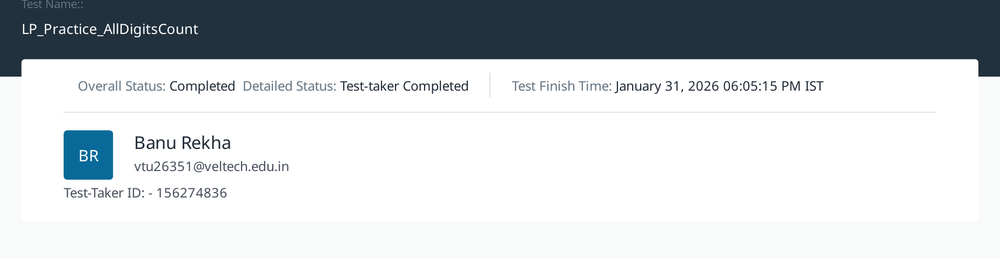 Test Name::
LP_Practice_AllDigitsCount
Overall Status: Completed Detailed Status: Test-taker Completed Test Finish Time: January 31, 2026 06:05:15 PM IST
BR
Banu Rekha
vtu26351@veltech.edu.in
Test-Taker ID: - 156274836